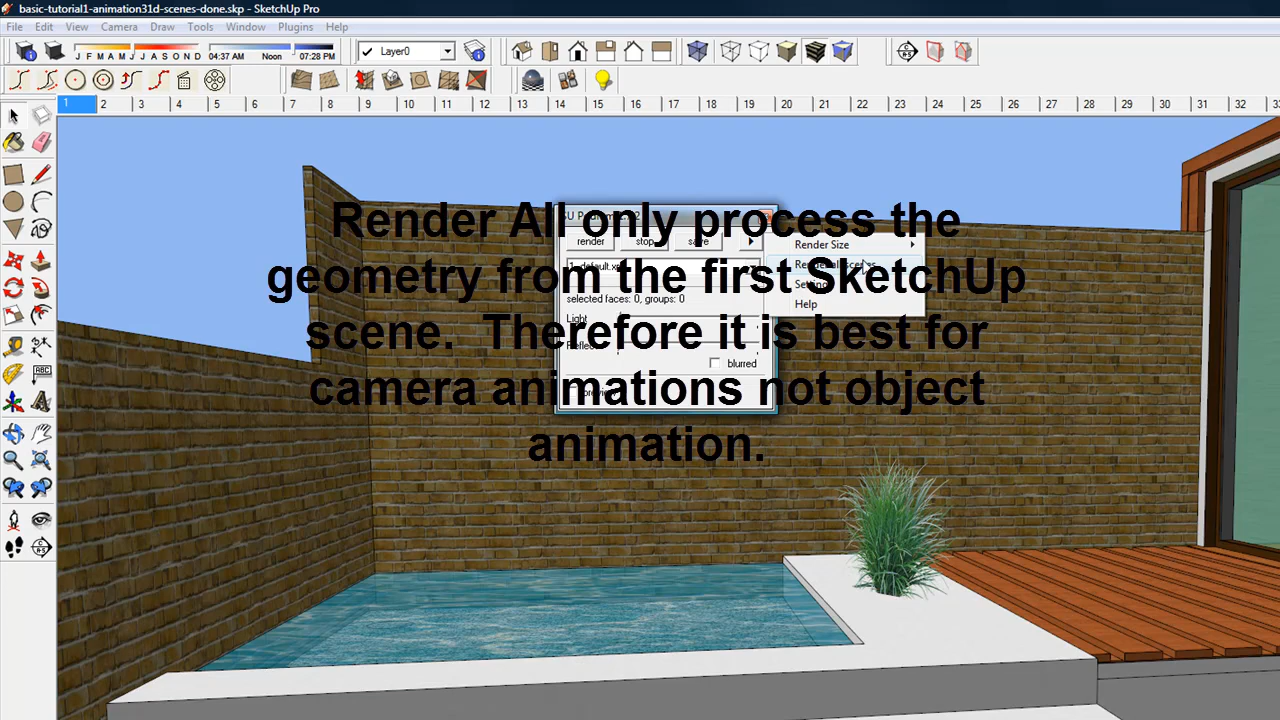 basic-tutorial1-animation31d-scenes-done.skp - SketchUp Pro
File Edit View Camera Draw Tools Window Plugins Help
J F M A M J J A S O N D 04:37 AM Noon 07:28 PM Layer0
1 2 3 4 5 6 7 8 9 10 11 12 13 14 15 16 17 18 19 20 21 22 23 24 25 26 27 28 29 30 31 32
Render All only process the
geometry from the first SketchUp
scene. Therefore it is best for
camera animations not object
animation.
render stop save
selected faces: 0, groups: 0
Light
blurred
Render Size
Help
ABC